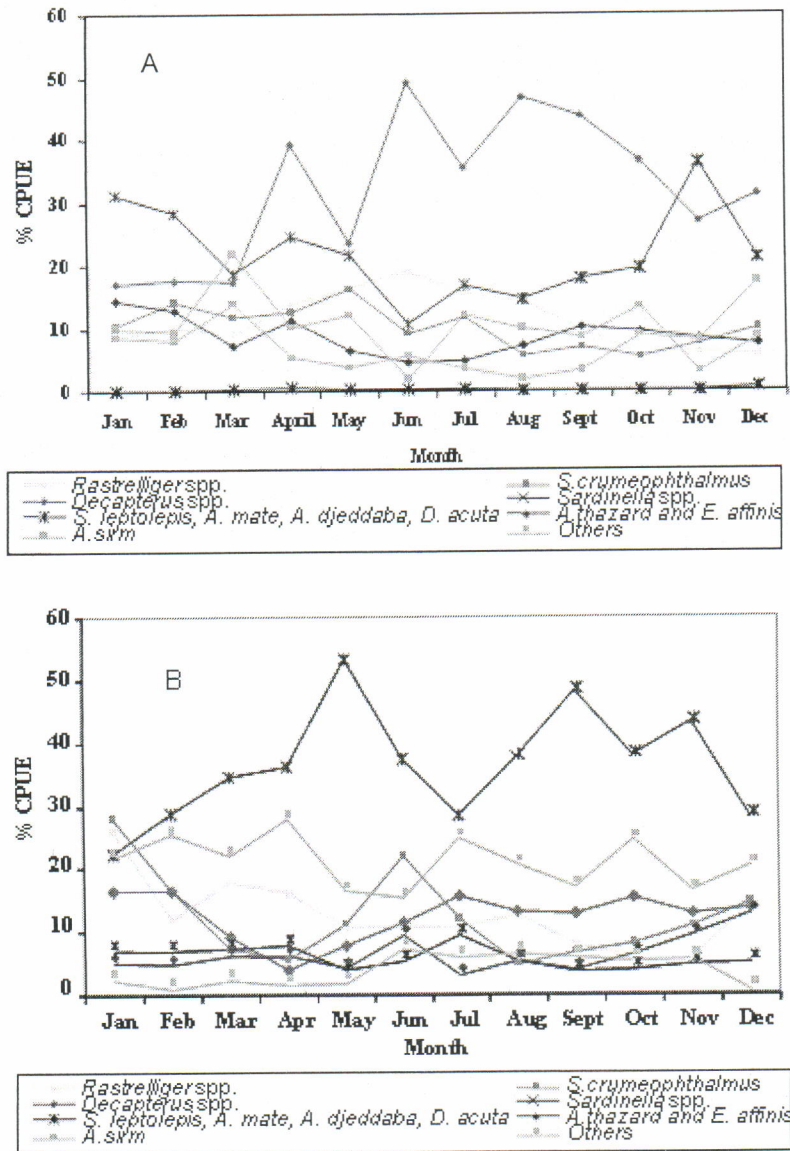 60
A
50
40
30
20
10
0
% CPUE
Jan Feb Mar April May Jun Jul Aug Sept Oct Nov Dec
Month
Rastrelliger spp. S.crumeophthalmus
Decapterus spp. Sardinella spp.
S. leptolepis, A. mate, A. djeddaba, D. acuta A.thazard and E. affinis
A.sirm Others
60
B
50
40
30
20
10
0
% CPUE
Jan Feb Mar Apr May Jun Jul Aug Sept Oct Nov Dec
Month
Rastrelliger spp. S.crumeophthalmus
Decapterus spp. Sardinella spp.
S. leptolepis, A. mate, A. djeddaba, D. acuta A.thazard and E. affinis
A.sirm Others